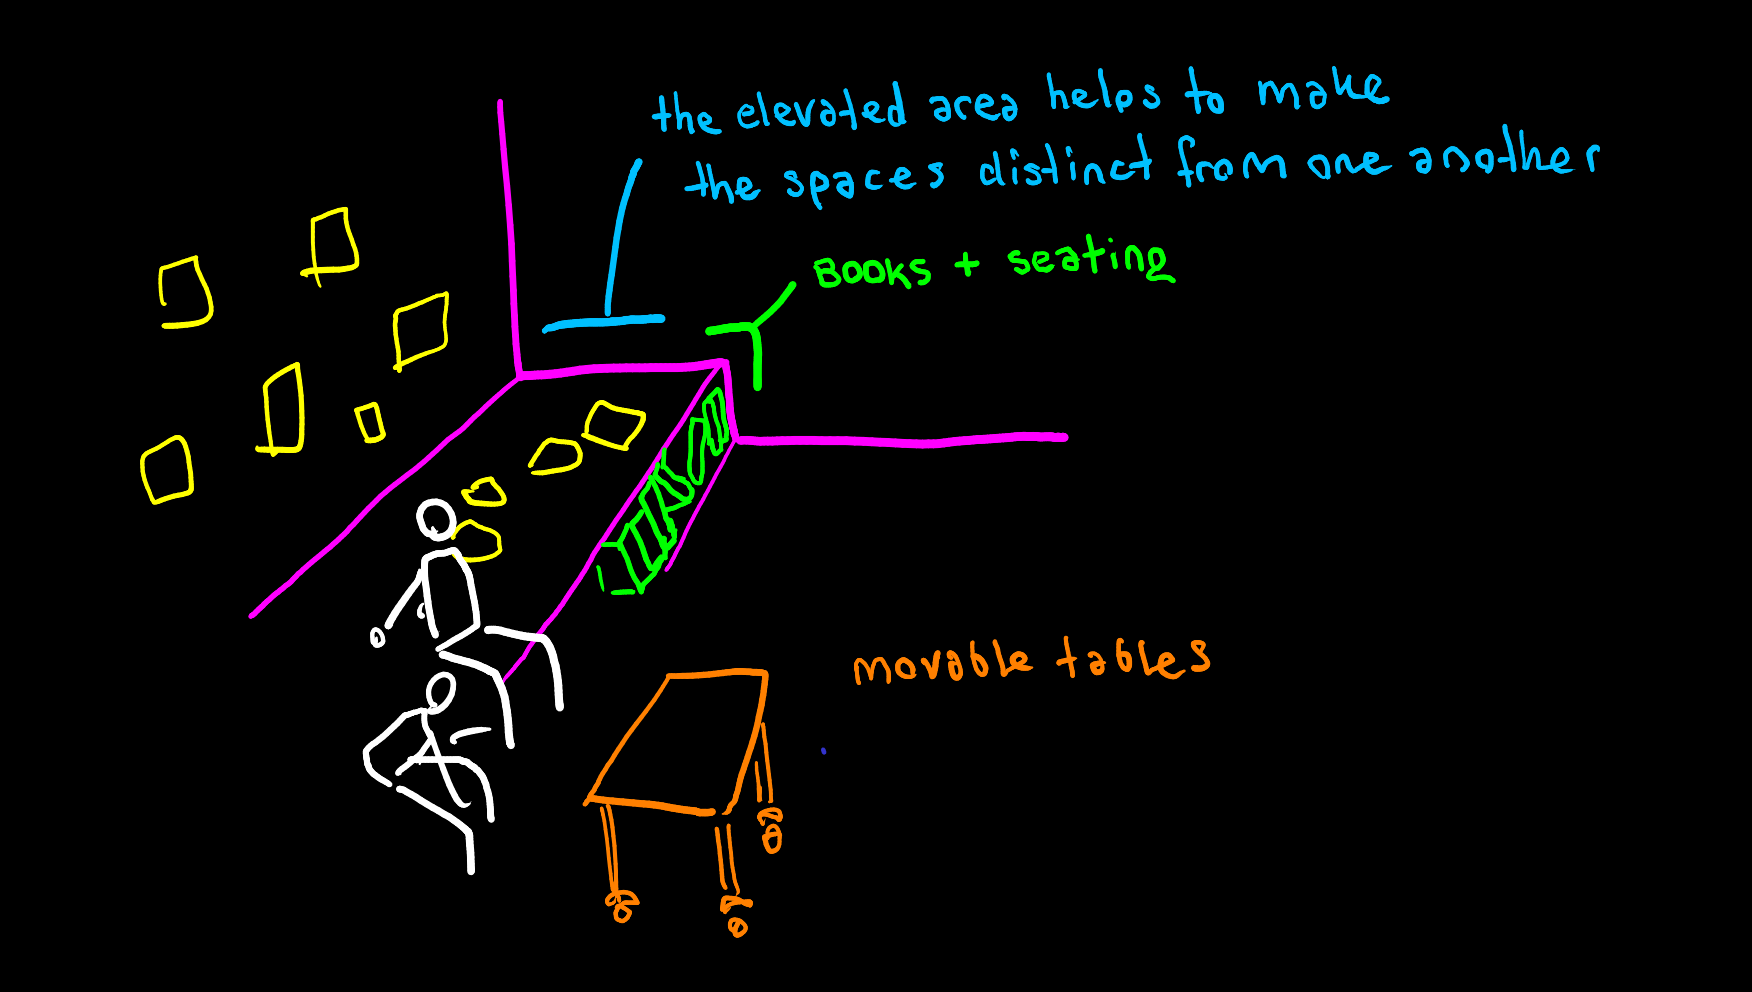 the elevated area helps to make
the spaces distinct from one another
BOOKS + seating
movable tables